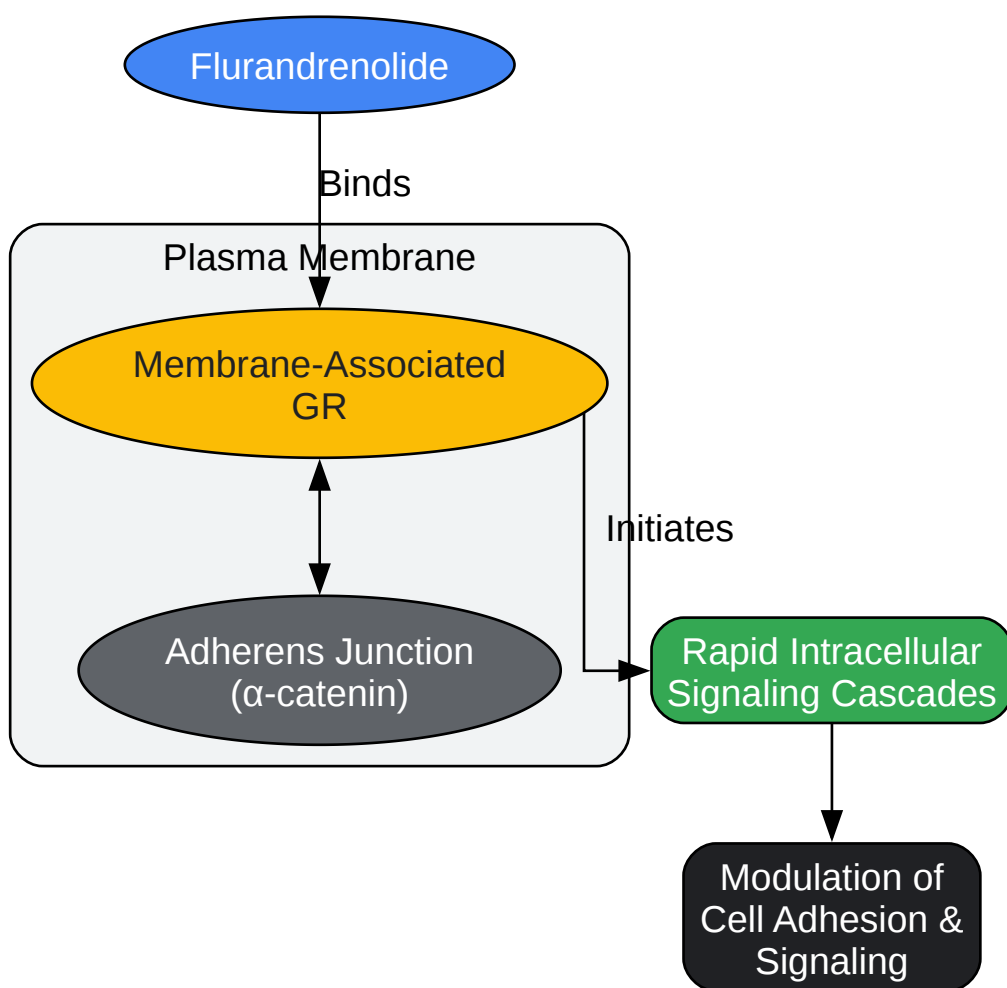 Flurandrenolide
Binds
Plasma Membrane
Membrane-Associated
GR
Initiates
Adherens Junction
(α-catenin)
Rapid Intracellular
Signaling Cascades
Modulation of
Cell Adhesion &
Signaling